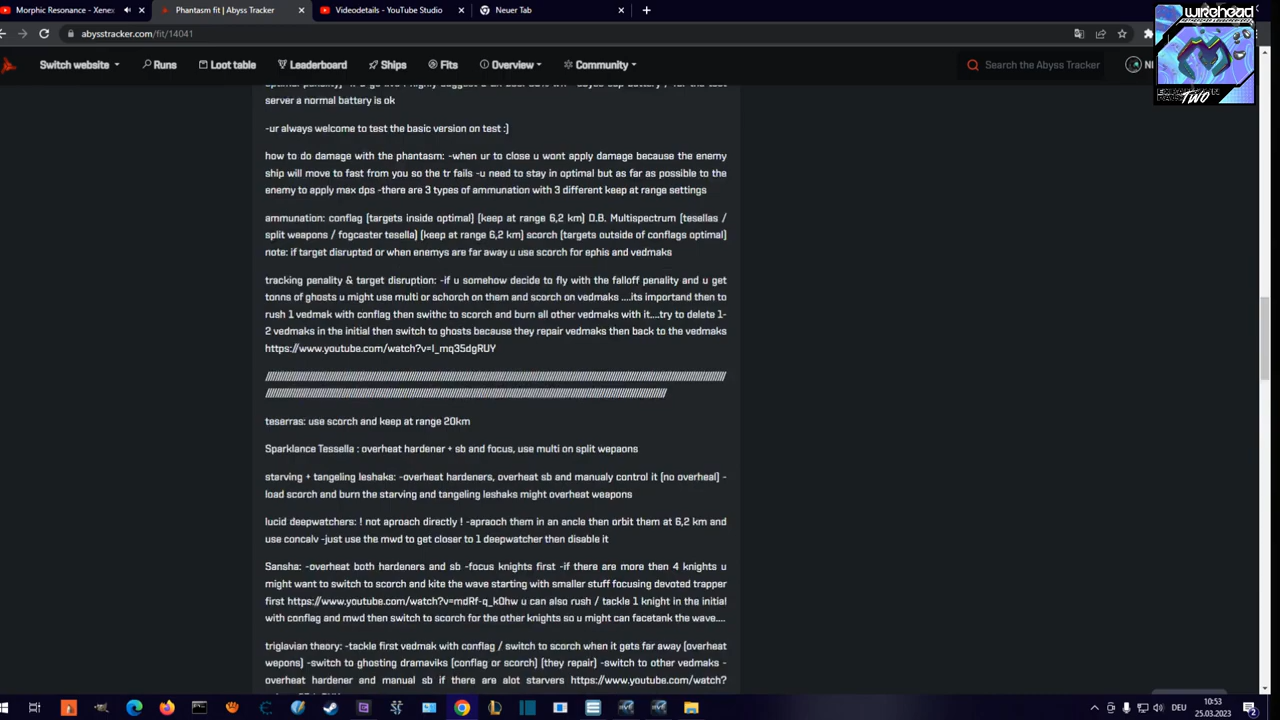 Morphic Resonance - Xenex
Phantasm fit | Abyss Tracker
Videodetails - YouTube Studio
Neuer Tab
abysstracker.com/fit/14041
Switch website
Runs
Loot table
Leaderboard
Ships
Fits
Overview
Community
Search the Abyss Tracker
wirehead
TWO
server a normal battery is ok
-ur always welcome to test the basic version on test :]
how to do damage with the phantasm: -when ur to close u wont apply damage because the enemy
ship will move to fast from you so the tr fails -u need to stay in optimal but as far as possible to the
enemy to apply max dps -there are 3 types of ammunation with 3 different keep at range settings
ammunation: conflag [targets inside optimal] [keep at range 6,2 km] O.B. Multispectrum [tesellas /
split weapons / fogcaster tesella] [keep at range 6,2 km] scorch [targets outside of conflags optimal]
note: if target disrupted or when enemys are far away u use scorch for ephis and vedmaks
tracking penality & target disruption: -if u somehow decide to fly with the falloff penality and u get
tonns of ghosts u might use multi or schorch on them and scorch on vedmaks ....its importand then to
rush 1 vedmak with conflag then swithc to scorch and burn all other vedmaks with it....try to delete 1-
2 vedmaks in the initial then switch to ghosts because they repair vedmaks then back to the vedmaks
https://www.youtube.com/watch?v=l_mq35dgRUY
teserras: use scorch and keep at range 20km
Sparklance Tessella : overheat hardener + sb and focus, use multi on split wepaons
starving + tangeling leshaks: -overheat hardeners, overheat sb and manualy control it [no overheal] -
load scorch and burn the starving and tangeling leshaks might overheat weapons
lucid deepwatchers: ! not aproach directly ! -apraoch them in an ancle then orbit them at 6,2 km and
use concalv -just use the mwd to get closer to 1 deepwatcher then disable it
Sansha: -overheat both hardeners and sb -focus knights first -if there are more then 4 knights u
might want to switch to scorch and kite the wave starting with smaller stuff focusing devoted trapper
first https://www.youtube.com/watch?v=mdRf-q_k0hw u can also rush / tackle 1 knight in the initial
with conflag and mwd then switch to scorch for the other knights so u might can facetank the wave....
triglavian theory: -tackle first vedmak with conflag / switch to scorch when it gets far away [overheat
wepons] -switch to ghosting dramaviks [conflag or scorch] [they repair] -switch to other vedmaks -
overheat hardener and manual sb if there are alot starvers https://www.youtube.com/watch?
DEU
10:53
25.03.2023
2